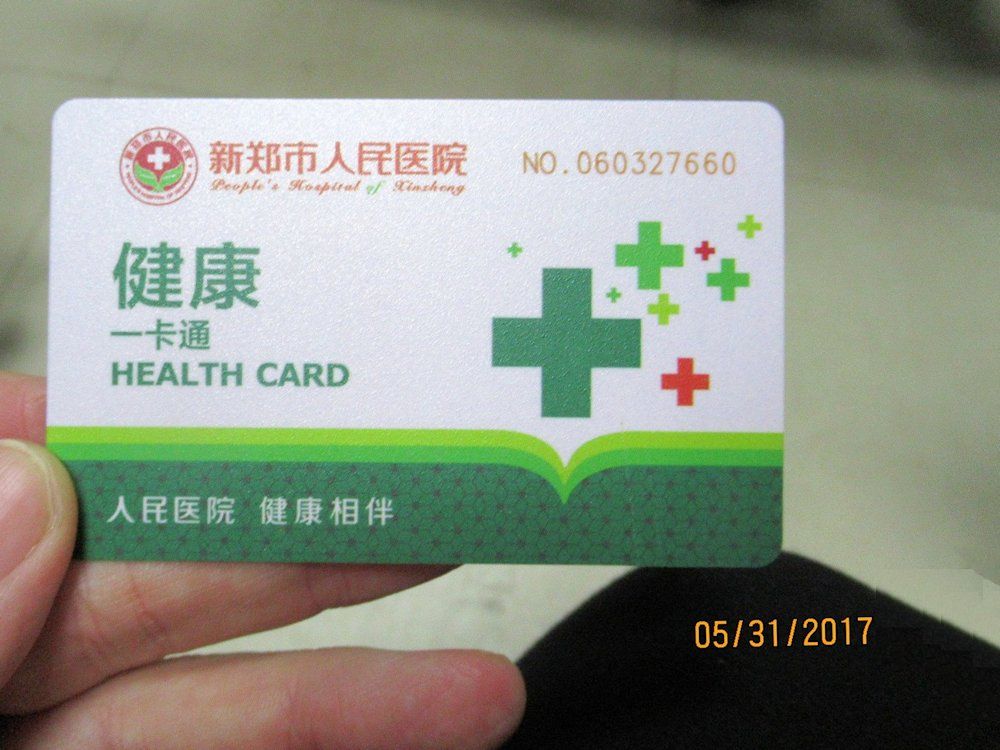 新郑市人民医院
People's Hospital of Xinzheng
NO.060327660
健康
一卡通
HEALTH CARD
人民医院 健康相伴
05/31/2017